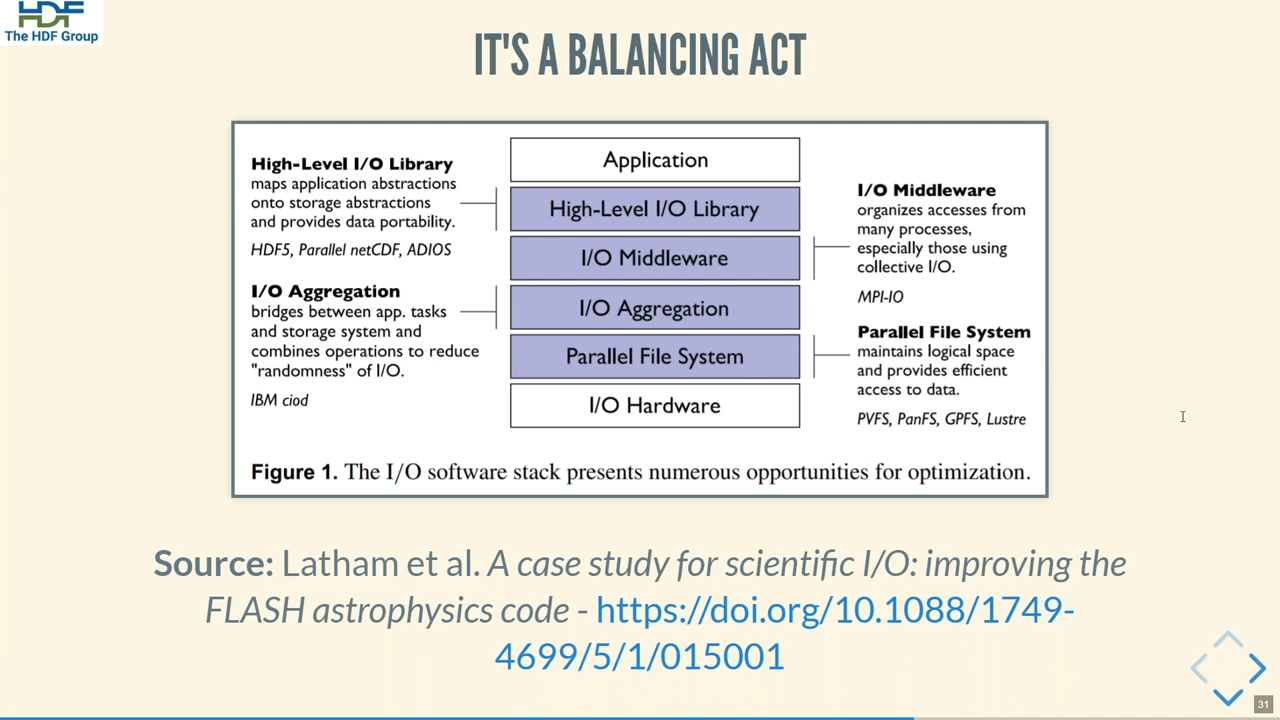 HDF
The HDF Group
IT'S A BALANCING ACT
High-Level I/O Library
maps application abstractions
onto storage abstractions
and provides data portability.
HDF5, Parallel netCDF, ADIOS
I/O Aggregation
bridges between app. tasks
and storage system and
combines operations to reduce
"randomness" of I/O.
IBM ciod
Application
High-Level I/O Library
I/O Middleware
I/O Aggregation
Parallel File System
I/O Hardware
I/O Middleware
organizes accesses from
many processes,
especially those using
collective I/O.
MPI-IO
Parallel File System
maintains logical space
and provides efficient
access to data.
PVFS, PanFS, GPFS, Lustre
Figure 1. The I/O software stack presents numerous opportunities for optimization.
Source: Latham et al. A case study for scientific I/O: improving the
FLASH astrophysics code - https://doi.org/10.1088/1749-
4699/5/1/015001
31